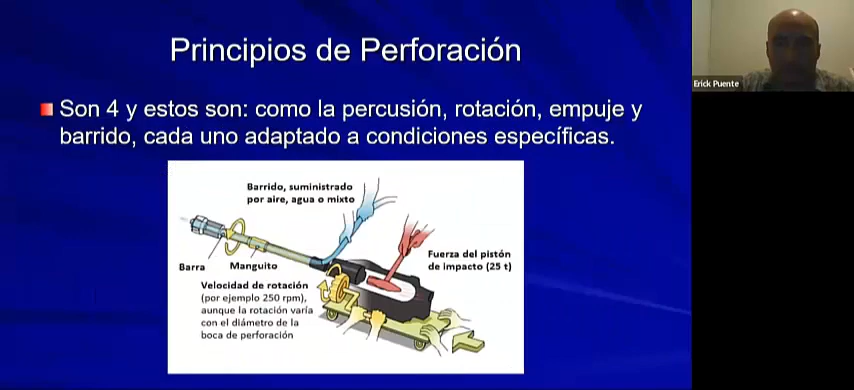 Principios de Perforación
Son 4 y estos son: como la percusión, rotación, empuje y
barrido, cada uno adaptado a condiciones específicas.
Barrido, suministrado
por aire, agua o mixto
Fuerza del pistón
de impacto (25 t)
Barra
Manguito
Velocidad de rotación
(por ejemplo 250 rpm),
aunque la rotación varía
con el diámetro de la
boca de perforación
Erick Puente